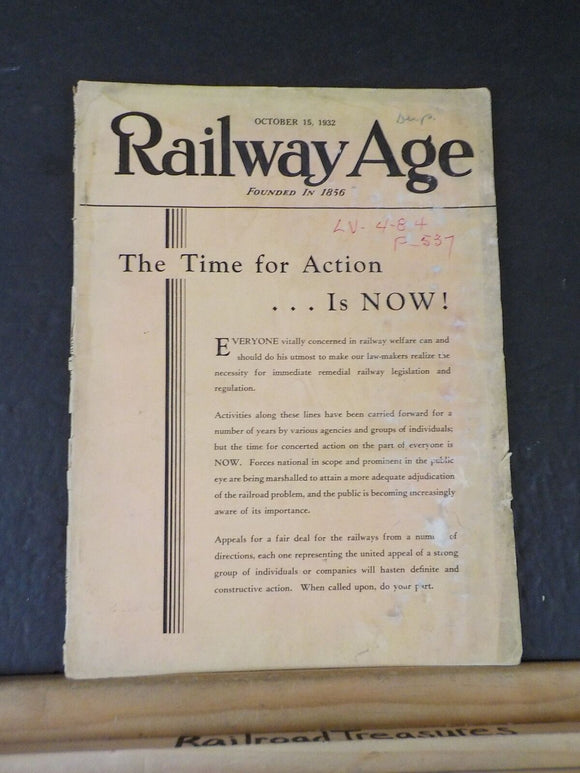 OCTOBER 15, 1932
Dup.
Railway Age
FOUNDED IN 1856
LV- 4-84
P-537
The Time for Action
. . . Is NOW!
EVERYONE vitally concerned in railway welfare can and
should do his utmost to make our law-makers realize the
necessity for immediate remedial railway legislation and
regulation.
Activities along these lines have been carried forward for a
number of years by various agencies and groups of individuals;
but the time for concerted action on the part of everyone is
NOW. Forces national in scope and prominent in the public
eye are being marshalled to attain a more adequate adjudication
of the railroad problem, and the public is becoming increasingly
aware of its importance.
Appeals for a fair deal for the railways from a of
directions, each one representing the united appeal of a strong
group of individuals or companies will hasten definite and
constructive action. When called upon, do your part.
RailroadTreasures